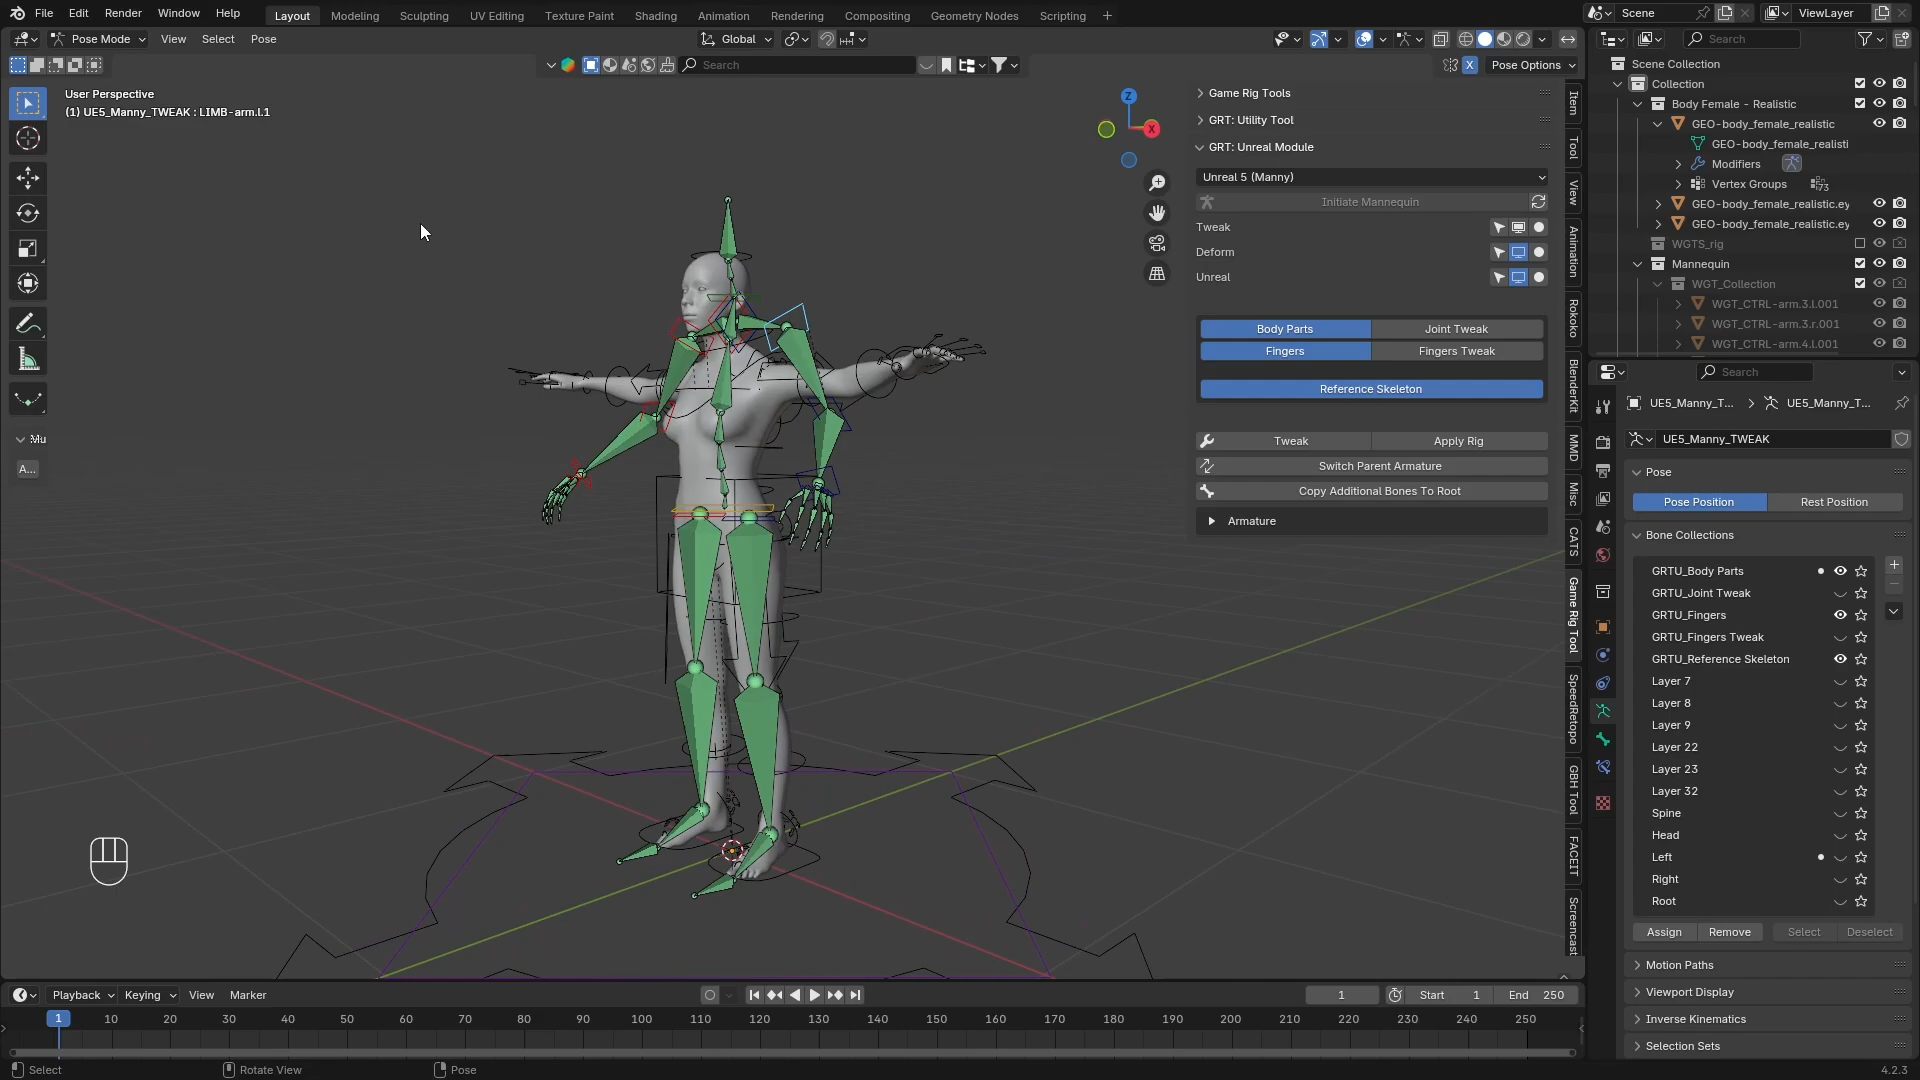 File Edit Render Window Help Layout Modeling Sculpting UV Editing Texture Paint Shading Animation Rendering Compositing Geometry Nodes Scripting + Scene ViewLayer
Pose Mode View Select Pose Global Search
Search Pose Options
User Perspective
(1) UE5_Manny_TWEAK : LIMB-arm.l.1
Z
X
Mu
A...
Game Rig Tools
GRT: Utility Tool
GRT: Unreal Module
Unreal 5 (Manny)
Initiate Mannequin
Tweak
Deform
Unreal
Body Parts Joint Tweak
Fingers Fingers Tweak
Reference Skeleton
Tweak Apply Rig
Switch Parent Armature
Copy Additional Bones To Root
Armature
Item
Tool
View
Animation
Rokoko
BlenderKit
MMD
Misc
CATS
Game Rig Tool
SpeedRetopo
GBH Tool
FACEIT
Screencast
Scene Collection
Collection
Body Female - Realistic
GEO-body_female_realistic
GEO-body_female_realisti
Modifiers
Vertex Groups 73
GEO-body_female_realistic.ey
GEO-body_female_realistic.ey
WGTS_rig
Mannequin
WGT_Collection
WGT_CTRL-arm.3.l.001
WGT_CTRL-arm.3.r.001
WGT_CTRL-arm.4.l.001
Search
UE5_Manny_T... UE5_Manny_T...
UE5_Manny_TWEAK
Pose
Pose Position Rest Position
Bone Collections
GRTU_Body Parts
GRTU_Joint Tweak
GRTU_Fingers
GRTU_Fingers Tweak
GRTU_Reference Skeleton
Layer 7
Layer 8
Layer 9
Layer 22
Layer 23
Layer 32
Spine
Head
Left
Right
Root
Assign Remove Select Deselect
Motion Paths
Viewport Display
Inverse Kinematics
Selection Sets
Playback Keying View Marker 1 Start 1 End 250
1 10 20 30 40 50 60 70 80 90 100 110 120 130 140 150 160 170 180 190 200 210 220 230 240 250
Select Rotate View Pose 4.2.3